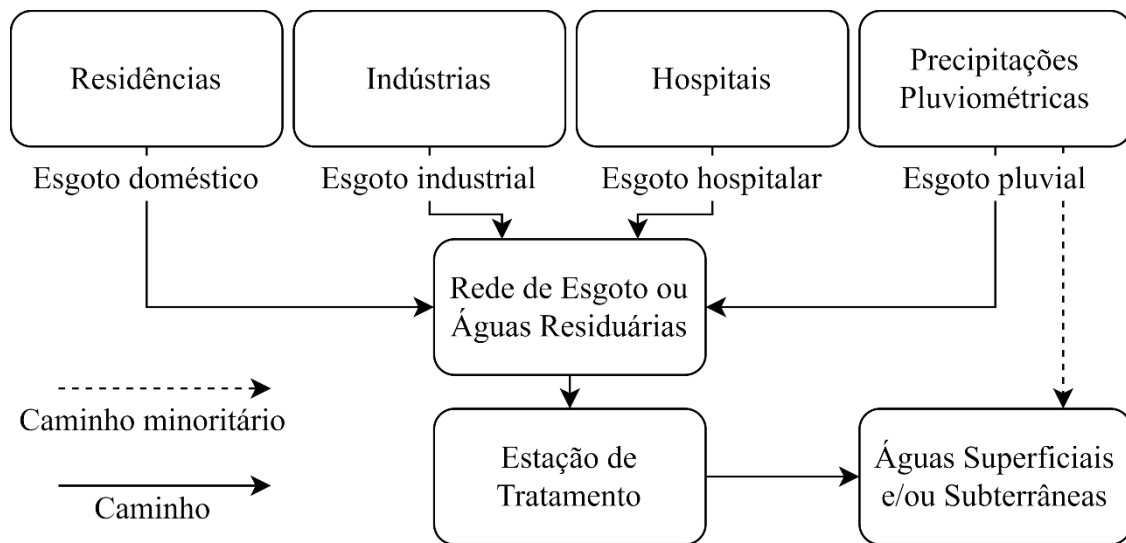 Residências
Indústrias
Hospitais
Precipitações
Pluviométricas
Esgoto doméstico
Esgoto industrial
Esgoto hospitalar
Esgoto pluvial
Rede de Esgoto ou
Águas Residuárias
Caminho minoritário
Caminho
Estação de
Tratamento
Águas Superficiais
e/ou Subterrâneas